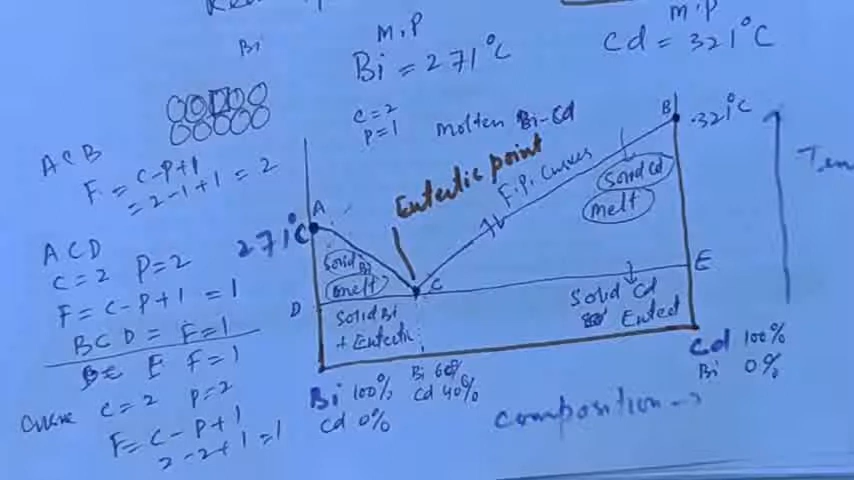 Bi
M.P
Bi = 271°C
M.P
Cd = 321°C
C=2
P=1
molten Bi-Cd
A C B
F = C-P+1
= 2-1+1 = 2
A C D
C=2 P=2
F= C-P+1 = 1
B C D = F=1
E F=1
Curve C=2 P=2
F= C-P+1
2-2+1=1
Eutectic point
F.P. curves
B 321°C
A
271°C
Solid Cd
melt
Solid Bi
melt
C
D
E
Solid Bi
+ Eutectic
Solid Cd
Eutect
Bi 100%
Cd 0%
Bi 60%
Cd 40%
Cd 100%
Bi 0%
Composition →